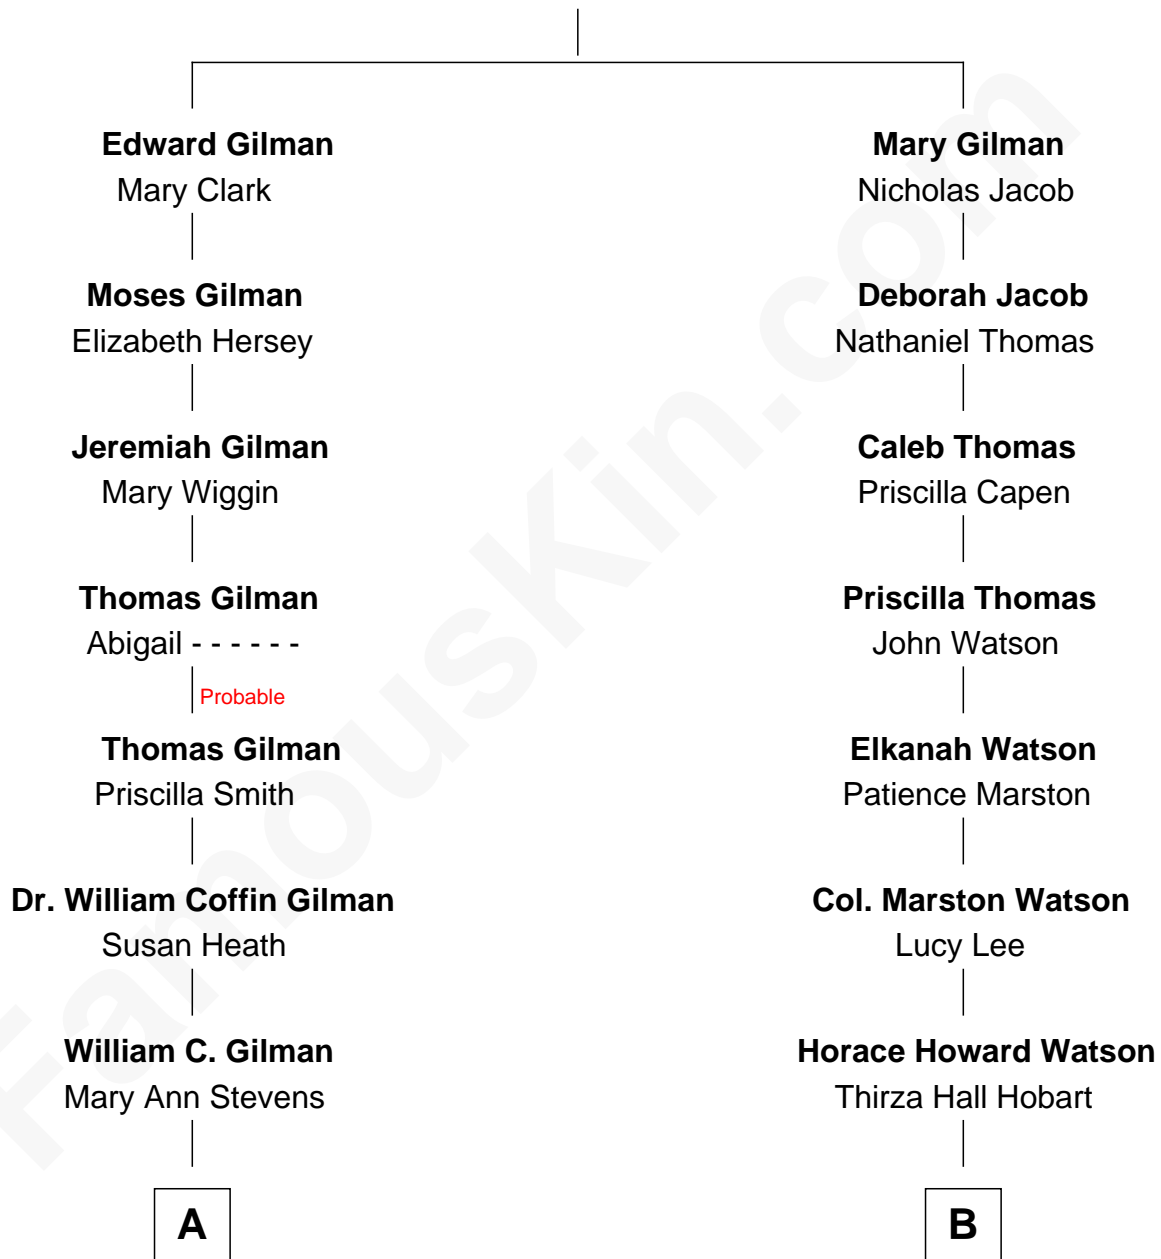 Edward Gilman
Mary Clark
Moses Gilman
Elizabeth Hersey
Jeremiah Gilman
Mary Wiggin
Thomas Gilman
Abigail - - - - - -
Probable
Thomas Gilman
Priscilla Smith
Dr. William Coffin Gilman
Susan Heath
William C. Gilman
Mary Ann Stevens
A
Mary Gilman
Nicholas Jacob
Deborah Jacob
Nathaniel Thomas
Caleb Thomas
Priscilla Capen
Priscilla Thomas
John Watson
Elkanah Watson
Patience Marston
Col. Marston Watson
Lucy Lee
Horace Howard Watson
Thirza Hall Hobart
B
FamousKin.com